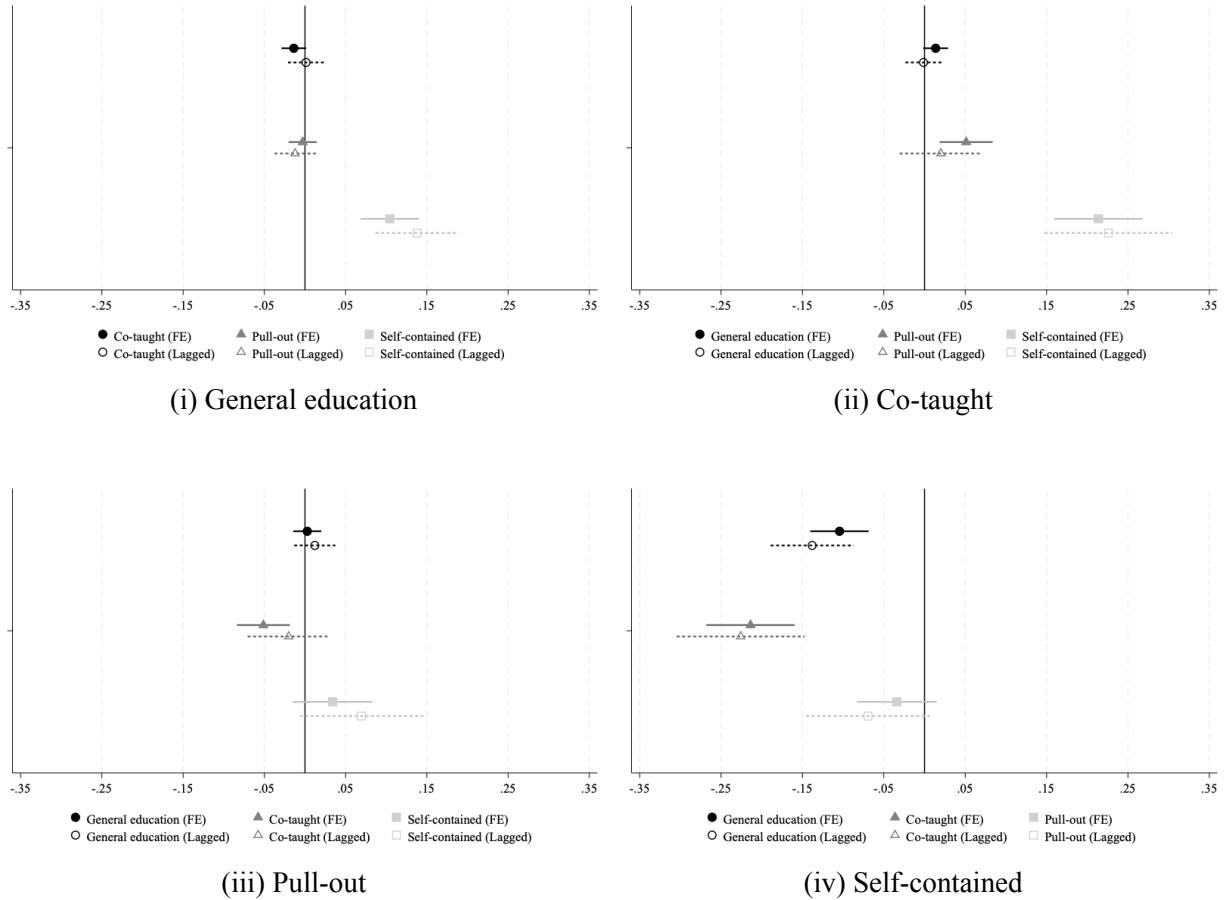 -.35 -.25 -.15 -.05 .05 .15 .25 .35
Co-taught (FE) Pull-out (FE) Self-contained (FE)
Co-taught (Lagged) Pull-out (Lagged) Self-contained (Lagged)
(i) General education
-.35 -.25 -.15 -.05 .05 .15 .25 .35
General education (FE) Pull-out (FE) Self-contained (FE)
General education (Lagged) Pull-out (Lagged) Self-contained (Lagged)
(ii) Co-taught
-.35 -.25 -.15 -.05 .05 .15 .25 .35
General education (FE) Co-taught (FE) Self-contained (FE)
General education (Lagged) Co-taught (Lagged) Self-contained (Lagged)
(iii) Pull-out
-.35 -.25 -.15 -.05 .05 .15 .25 .35
General education (FE) Co-taught (FE) Pull-out (FE)
General education (Lagged) Co-taught (Lagged) Pull-out (Lagged)
(iv) Self-contained